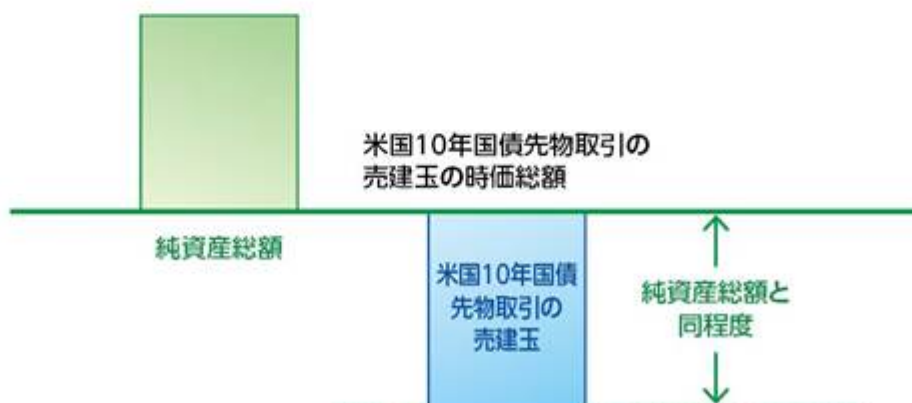 米国10年国債先物取引の
売建玉の時価総額
純資産総額
米国10年国債
先物取引の
売建玉
純資産総額と
同程度